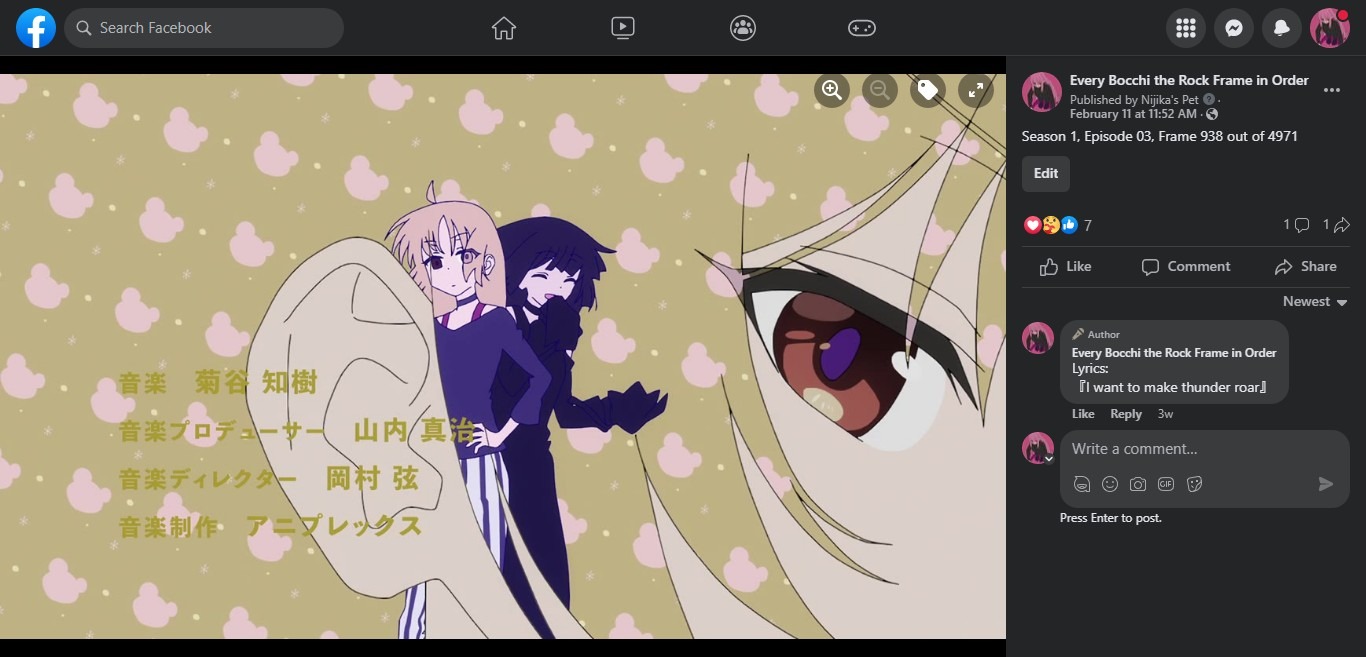 Search Facebook
音楽 菊谷 知樹
音楽プロデューサー 山内 真治
音楽ディレクター 岡村 弦
音楽制作 アニプレックス
Every Bocchi the Rock Frame in Order
Published by Nijika's Pet ·
February 11 at 11:52 AM ·
Season 1, Episode 03, Frame 938 out of 4971
Edit
7
1
1
Like
Comment
Share
Newest
Author
Every Bocchi the Rock Frame in Order
Lyrics:
『I want to make thunder roar』
Like Reply 3w
Write a comment...
GIF
Press Enter to post.